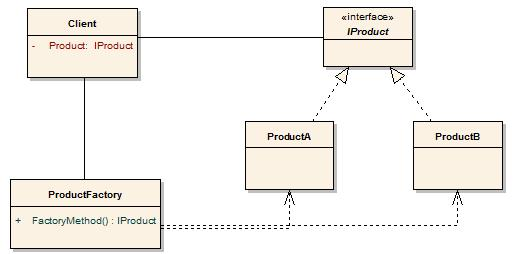 Client
- Product: IProduct
«interface»
IProduct
ProductA
ProductB
ProductFactory
+ FactoryMethod() : IProduct